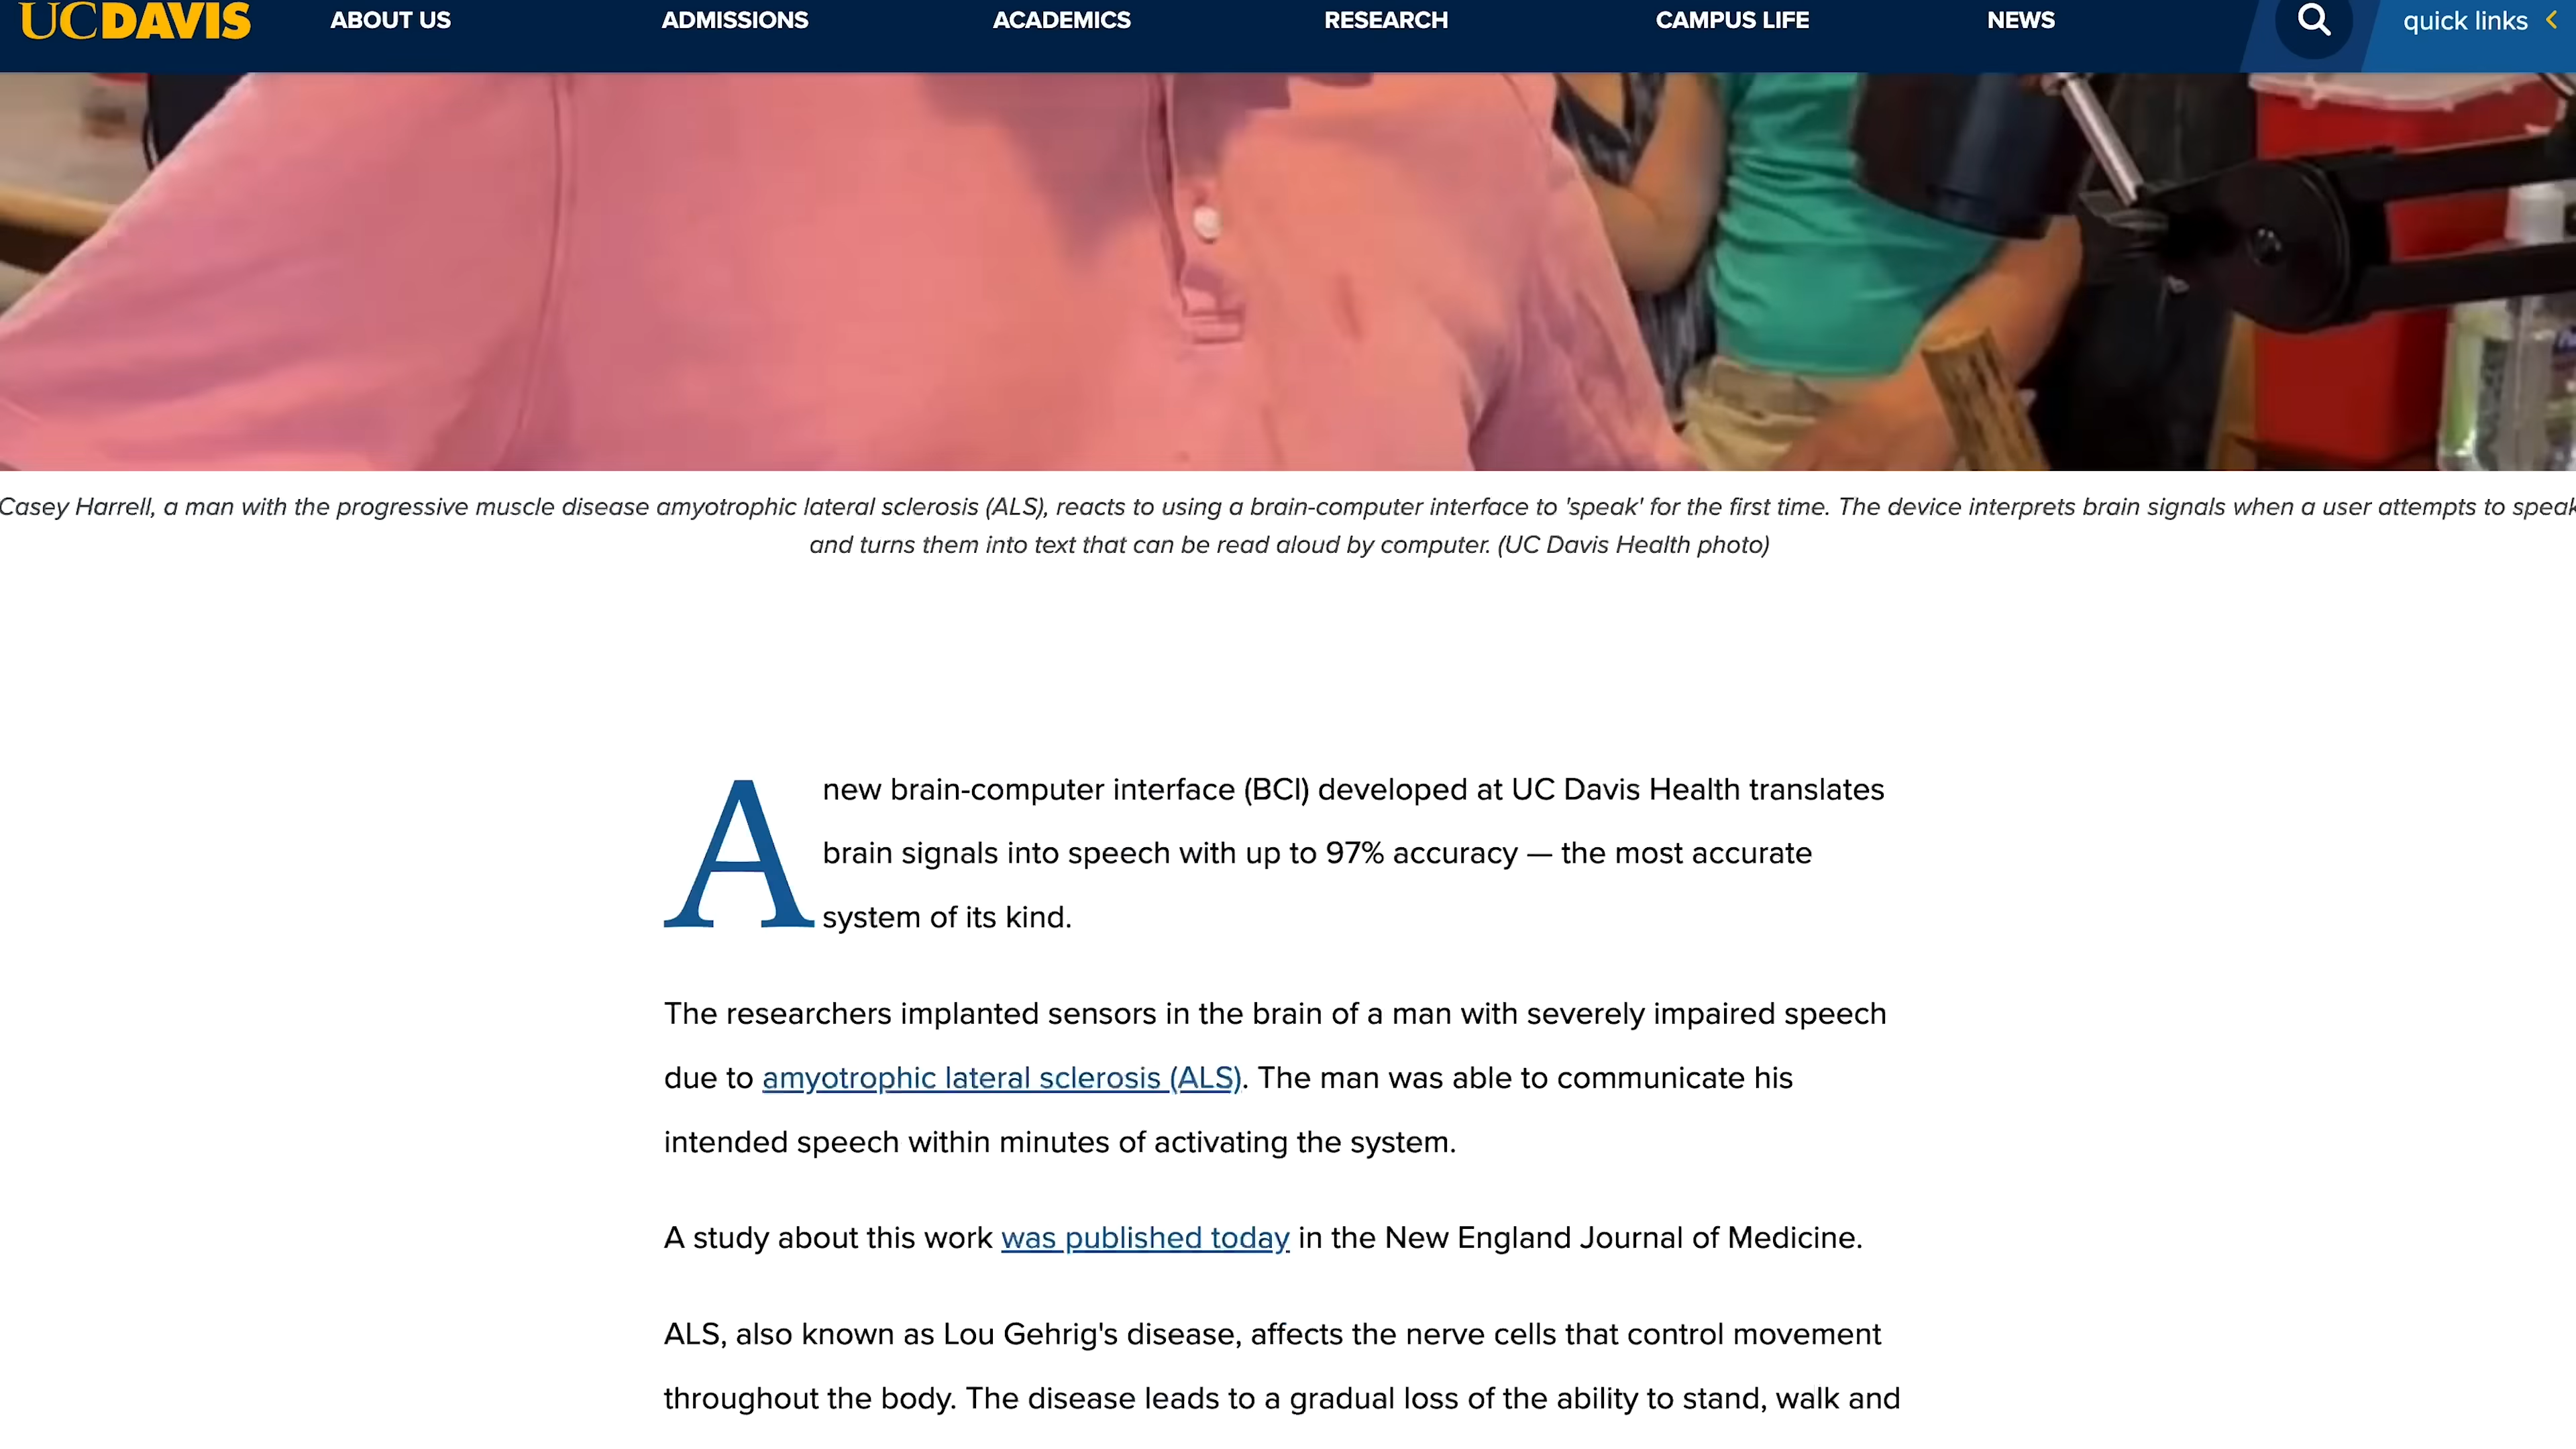 UCDAVIS
ABOUT US
ADMISSIONS
ACADEMICS
RESEARCH
CAMPUS LIFE
NEWS
quick links
Casey Harrell, a man with the progressive muscle disease amyotrophic lateral sclerosis (ALS), reacts to using a brain-computer interface to 'speak' for the first time. The device interprets brain signals when a user attempts to speak
and turns them into text that can be read aloud by computer. (UC Davis Health photo)
A new brain-computer interface (BCI) developed at UC Davis Health translates
brain signals into speech with up to 97% accuracy — the most accurate
system of its kind.
The researchers implanted sensors in the brain of a man with severely impaired speech
due to amyotrophic lateral sclerosis (ALS). The man was able to communicate his
intended speech within minutes of activating the system.
A study about this work was published today in the New England Journal of Medicine.
ALS, also known as Lou Gehrig's disease, affects the nerve cells that control movement
throughout the body. The disease leads to a gradual loss of the ability to stand, walk and